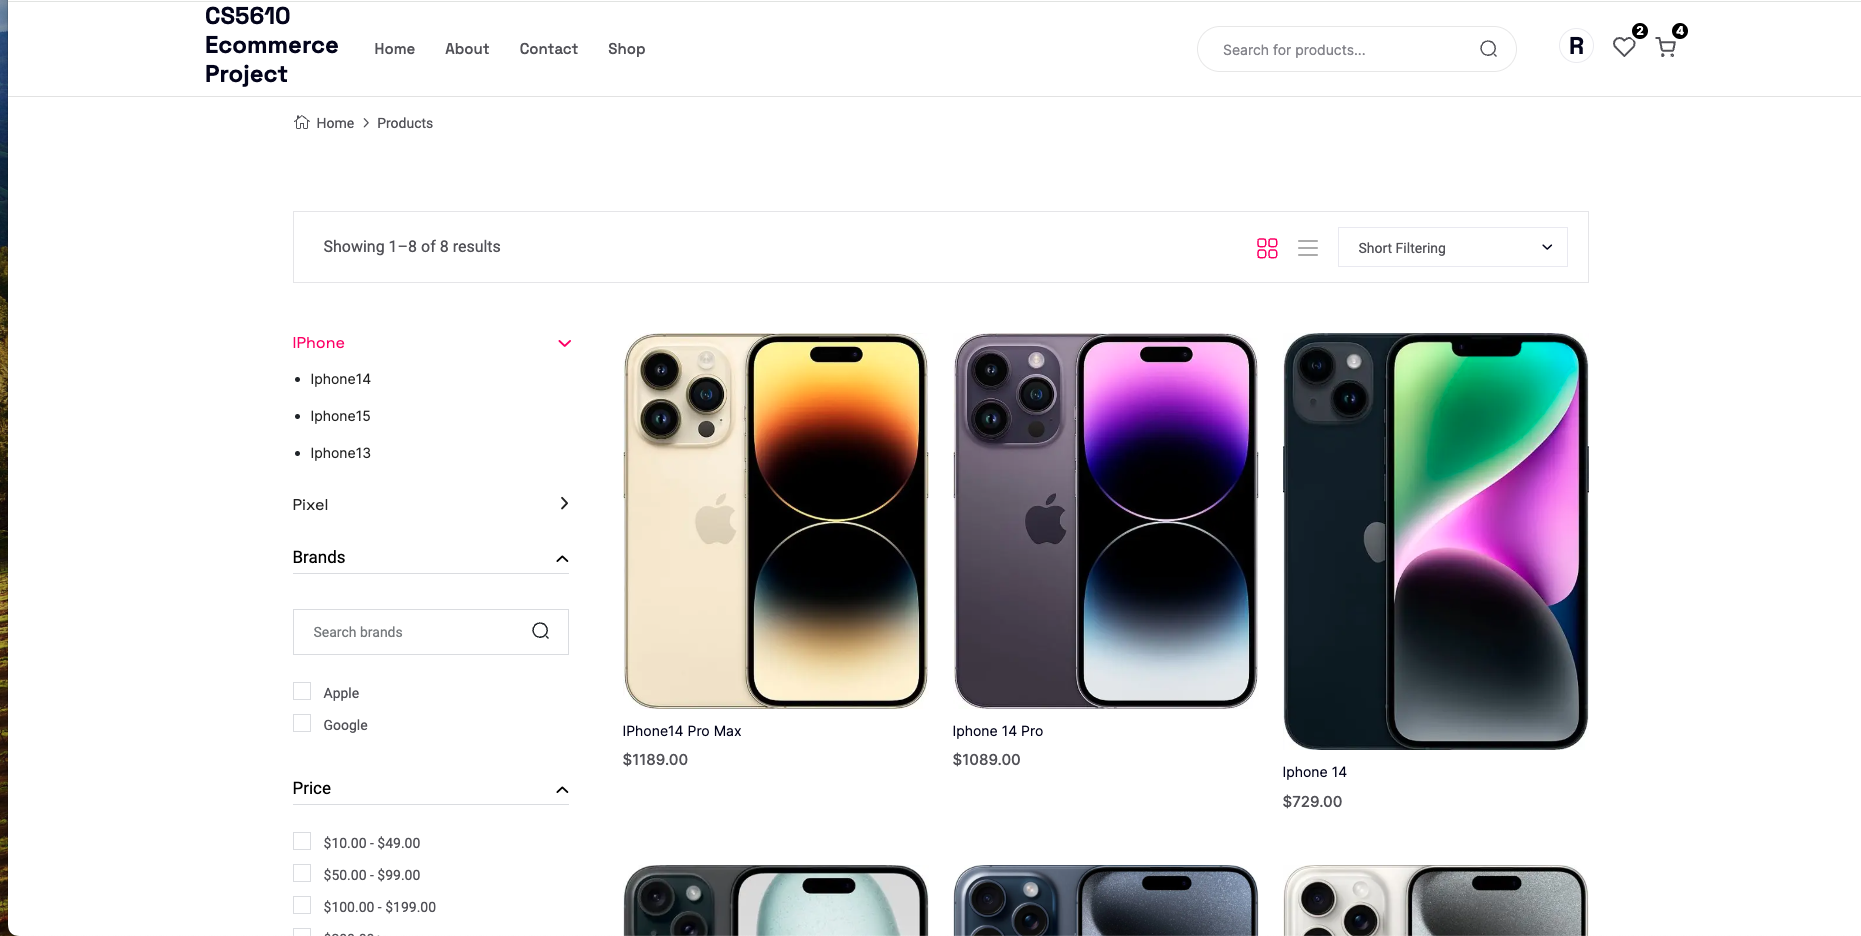 CS5610
Ecommerce
Project
Home
About
Contact
Shop
Search for products...
R
2
4
Home
Products
Showing 1–8 of 8 results
Short Filtering
IPhone
Iphone14
Iphone15
Iphone13
Pixel
Brands
Search brands
Apple
Google
Price
$10.00 - $49.00
$50.00 - $99.00
$100.00 - $199.00
IPhone14 Pro Max
$1189.00
Iphone 14 Pro
$1089.00
Iphone 14
$729.00